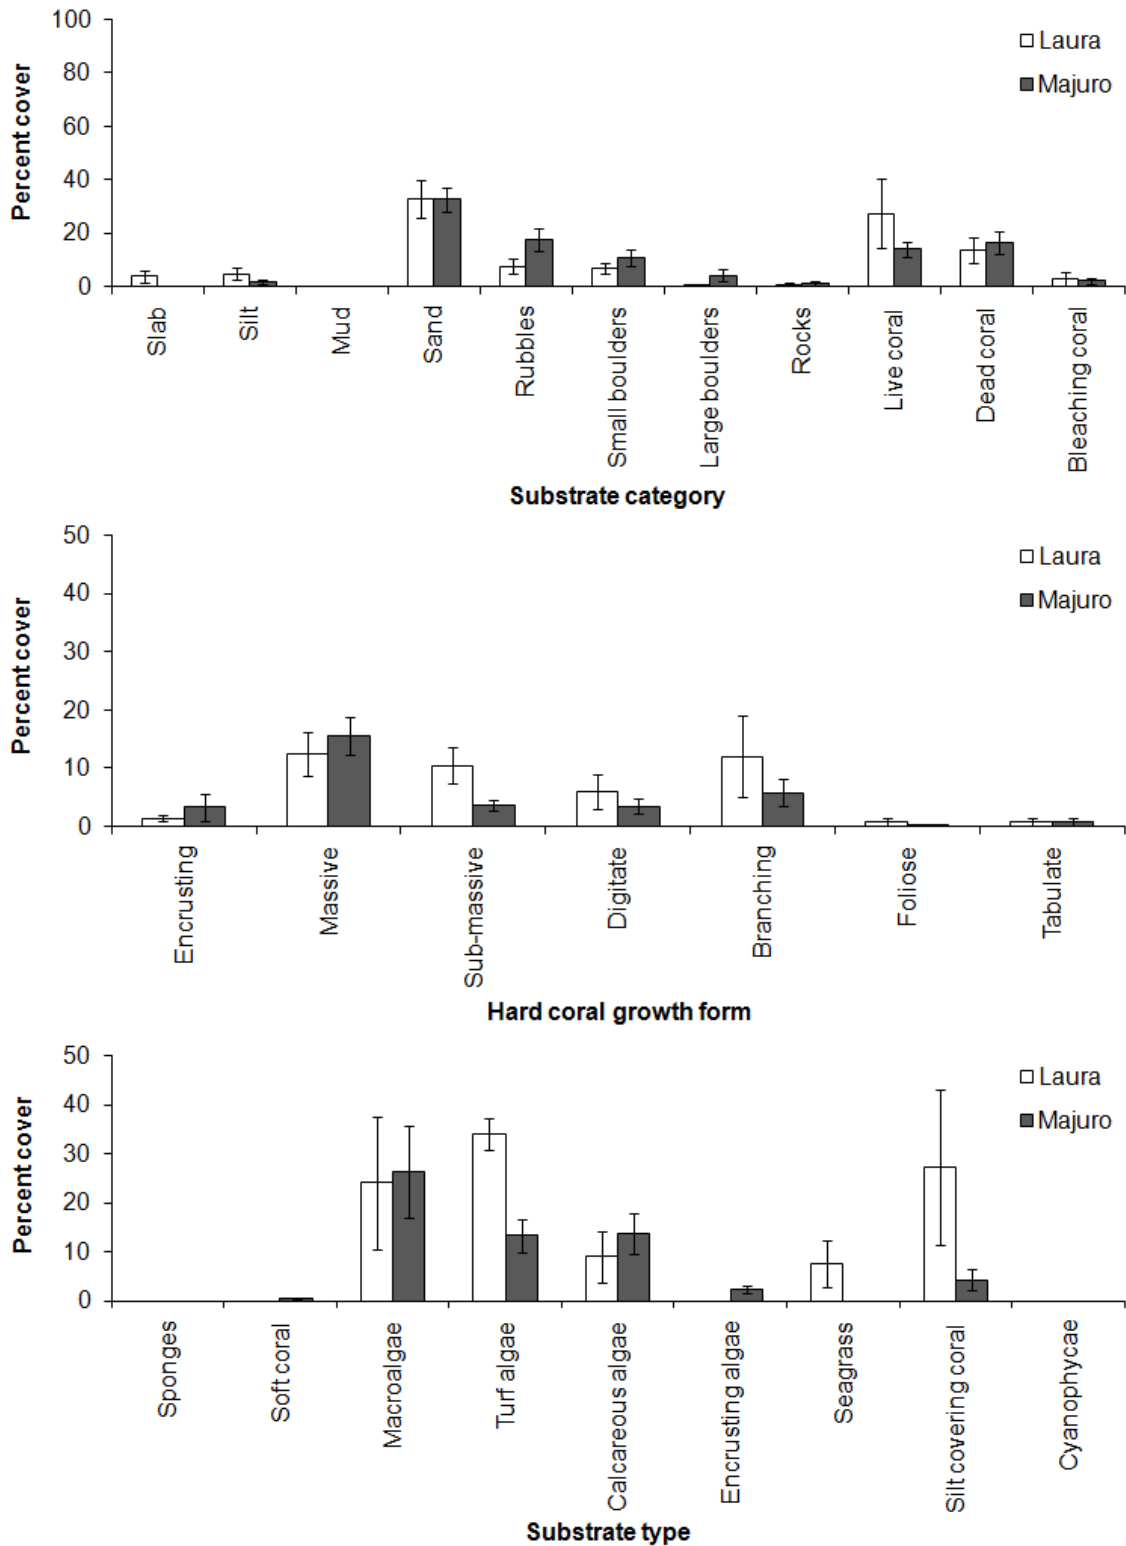 100
80
60
40
20
0
Percent cover
Laura
Majuro
Slab
Silt
Mud
Sand
Rubbles
Small boulders
Large boulders
Rocks
Live coral
Dead coral
Bleaching coral
Substrate category
50
40
30
20
10
0
Percent cover
Laura
Majuro
Encrusting
Massive
Sub-massive
Digitate
Branching
Foliose
Tabulate
Hard coral growth form
50
40
30
20
10
0
Percent cover
Laura
Majuro
Sponges
Soft coral
Macroalgae
Turf algae
Calcareous algae
Encrusting algae
Seagrass
Silt covering coral
Cyanophycae
Substrate type